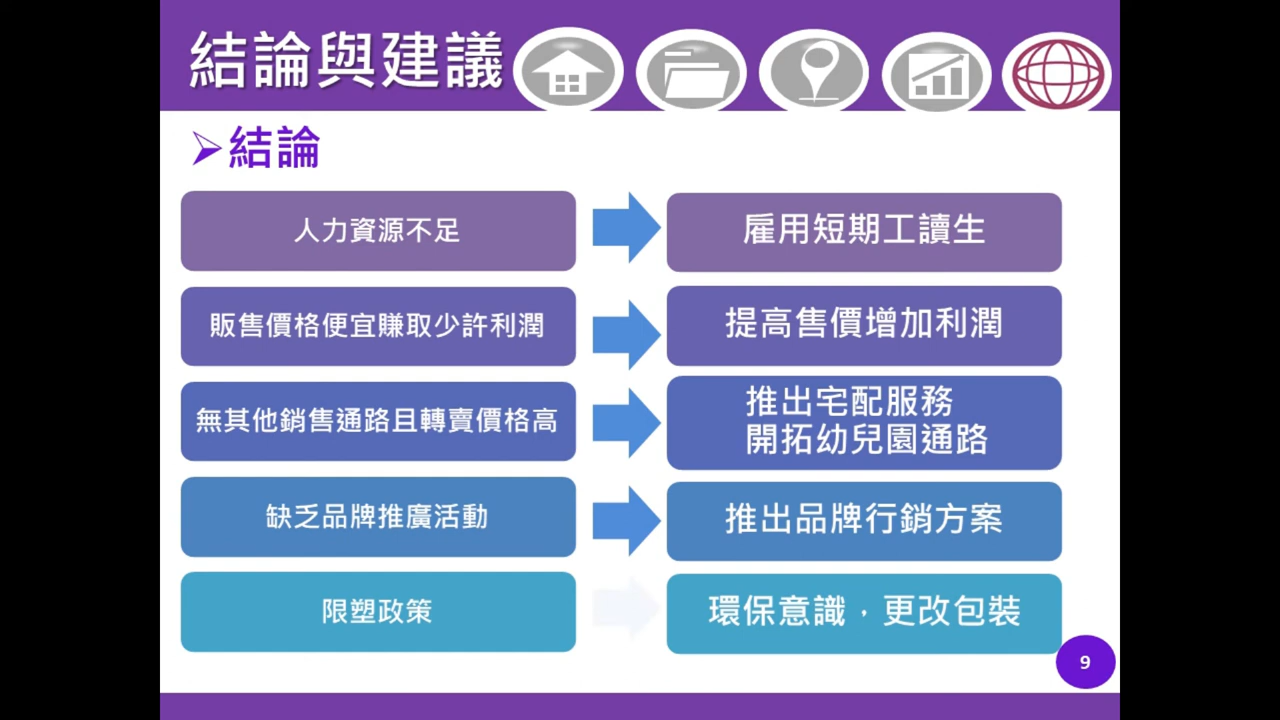 結論與建議
結論
人力資源不足
雇用短期工讀生
販售價格便宜賺取少許利潤
提高售價增加利潤
無其他銷售通路且轉賣價格高
推出宅配服務
開拓幼兒園通路
缺乏品牌推廣活動
推出品牌行銷方案
限塑政策
環保意識，更改包裝
9